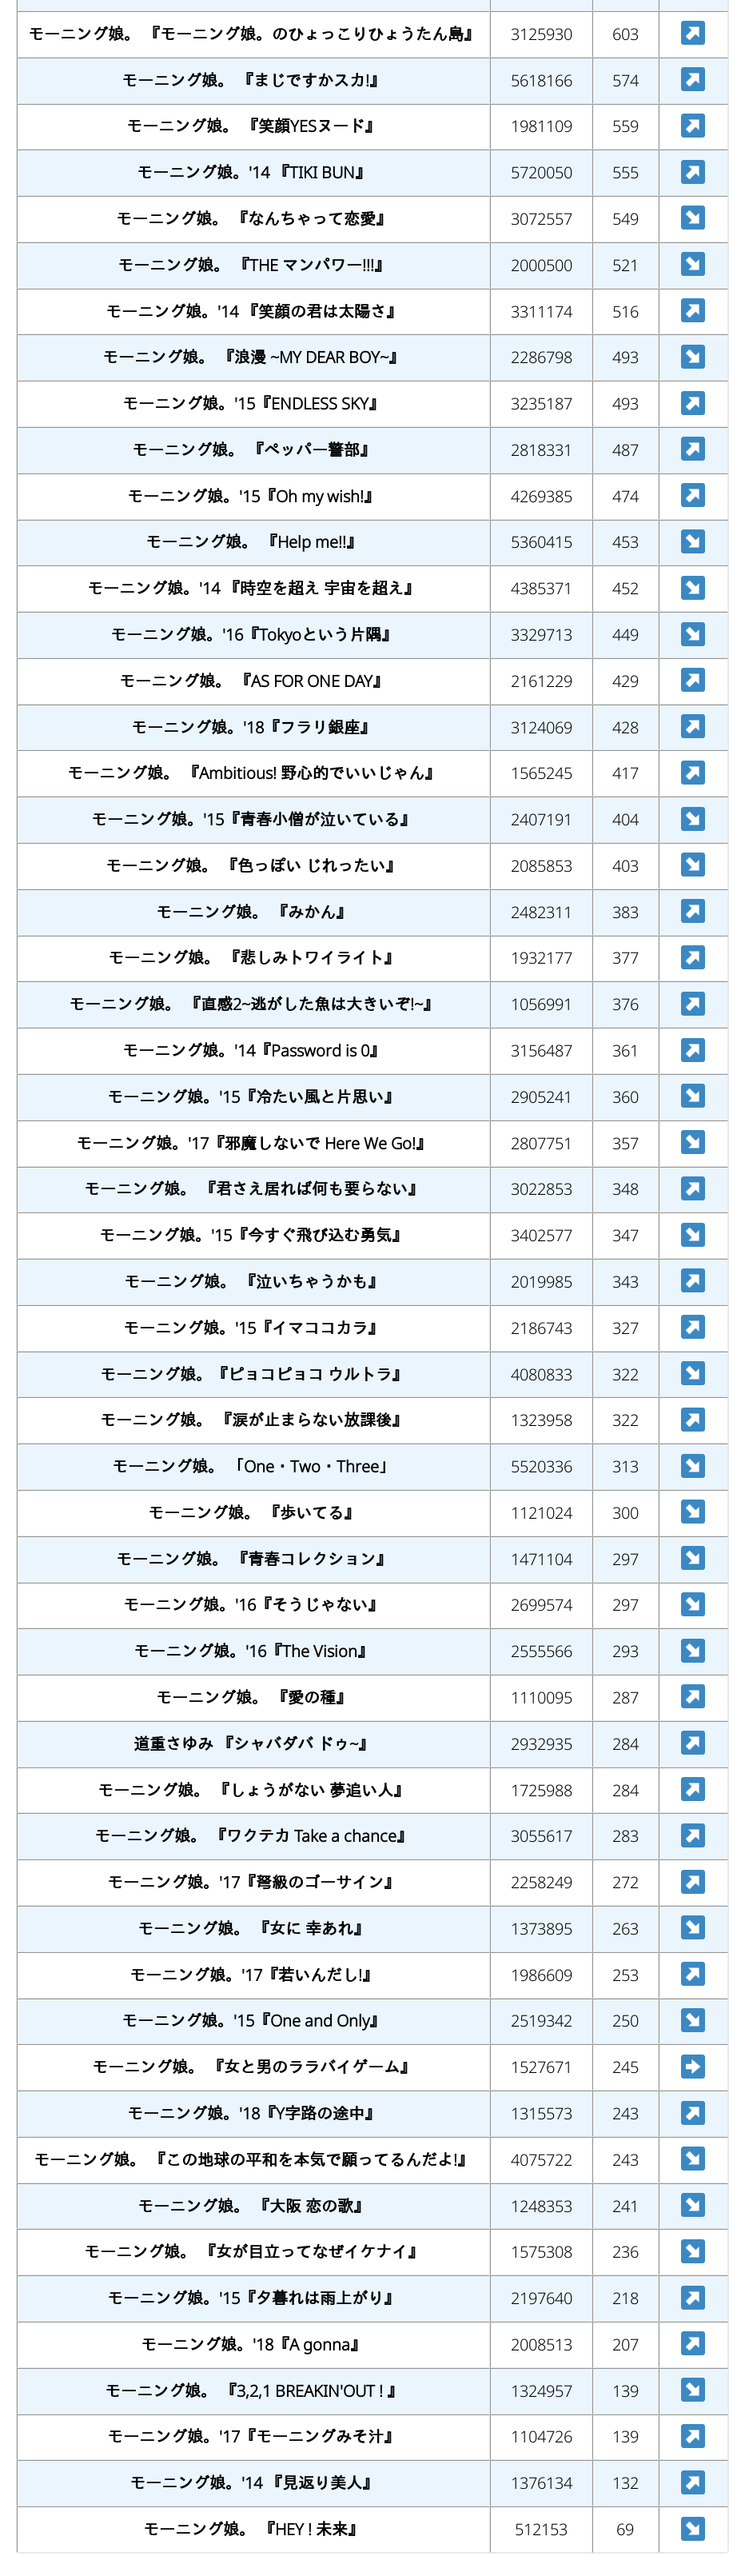 モーニング娘。 『モーニング娘。のひょっこりひょうたん島』 3125930 603
モーニング娘。 『まじですかスカ!』 5618166 574
モーニング娘。 『笑顔YESヌード』 1981109 559
モーニング娘。'14 『TIKI BUN』 5720050 555
モーニング娘。 『なんちゃって恋愛』 3072557 549
モーニング娘。 『THE マンパワー!!!』 2000500 521
モーニング娘。'14 『笑顔の君は太陽さ』 3311174 516
モーニング娘。 『浪漫 ~MY DEAR BOY~』 2286798 493
モーニング娘。'15『ENDLESS SKY』 3235187 493
モーニング娘。 『ペッパー警部』 2818331 487
モーニング娘。'15『Oh my wish!』 4269385 474
モーニング娘。 『Help me!!』 5360415 453
モーニング娘。'14 『時空を超え 宇宙を超え』 4385371 452
モーニング娘。'16『Tokyoという片隅』 3329713 449
モーニング娘。 『AS FOR ONE DAY』 2161229 429
モーニング娘。'18『フラリ銀座』 3124069 428
モーニング娘。 『Ambitious! 野心的でいいじゃん』 1565245 417
モーニング娘。'15『青春小僧が泣いている』 2407191 404
モーニング娘。 『色っぽい じれったい』 2085853 403
モーニング娘。 『みかん』 2482311 383
モーニング娘。 『悲しみトワイライト』 1932177 377
モーニング娘。 『直感2~逃がした魚は大きいぞ!~』 1056991 376
モーニング娘。'14『Password is 0』 3156487 361
モーニング娘。'15『冷たい風と片思い』 2905241 360
モーニング娘。'17『邪魔しないで Here We Go!』 2807751 357
モーニング娘。 『君さえ居れば何も要らない』 3022853 348
モーニング娘。'15『今すぐ飛び込む勇気』 3402577 347
モーニング娘。 『泣いちゃうかも』 2019985 343
モーニング娘。'15『イマココカラ』 2186743 327
モーニング娘。『ピョコピョコ ウルトラ』 4080833 322
モーニング娘。 『涙が止まらない放課後』 1323958 322
モーニング娘。 「One・Two・Three」 5520336 313
モーニング娘。 『歩いてる』 1121024 300
モーニング娘。 『青春コレクション』 1471104 297
モーニング娘。'16『そうじゃない』 2699574 297
モーニング娘。'16『The Vision』 2555566 293
モーニング娘。 『愛の種』 1110095 287
道重さゆみ 『シャバダバ ドゥ~』 2932935 284
モーニング娘。 『しょうがない 夢追い人』 1725988 284
モーニング娘。 『ワクテカ Take a chance』 3055617 283
モーニング娘。'17『弩級のゴーサイン』 2258249 272
モーニング娘。 『女に 幸あれ』 1373895 263
モーニング娘。'17『若いんだし!』 1986609 253
モーニング娘。'15『One and Only』 2519342 250
モーニング娘。 『女と男のララバイゲーム』 1527671 245
モーニング娘。'18『Y字路の途中』 1315573 243
モーニング娘。 『この地球の平和を本気で願ってるんだよ!』 4075722 243
モーニング娘。 『大阪 恋の歌』 1248353 241
モーニング娘。 『女が目立ってなぜイケナイ』 1575308 236
モーニング娘。'15『夕暮れは雨上がり』 2197640 218
モーニング娘。'18『A gonna』 2008513 207
モーニング娘。 『3,2,1 BREAKIN'OUT ! 』 1324957 139
モーニング娘。'17『モーニングみそ汁』 1104726 139
モーニング娘。'14 『見返り美人』 1376134 132
モーニング娘。 『HEY ! 未来』 512153 69